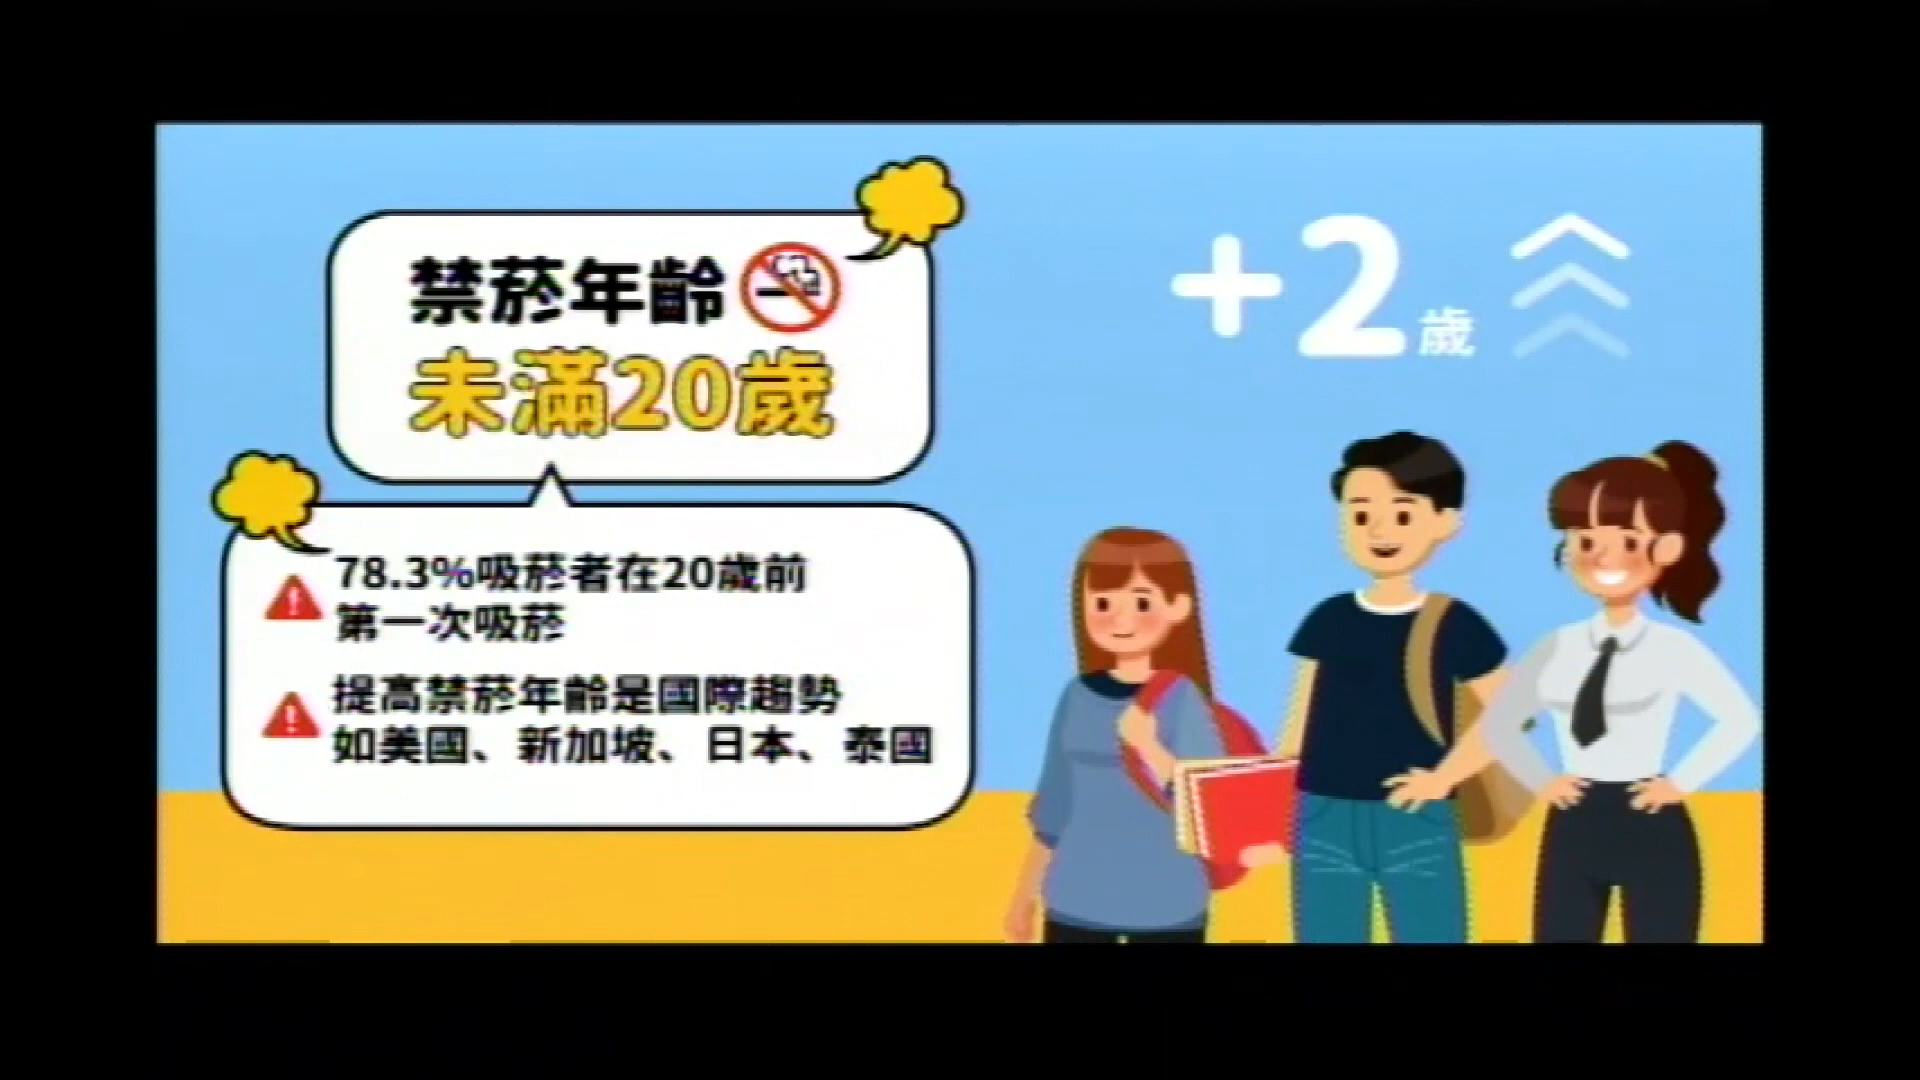 禁菸年齡
未滿20歲
+2歲
78.3%吸菸者在20歲前
第一次吸菸
提高禁菸年齡是國際趨勢
如美國、新加坡、日本、泰國